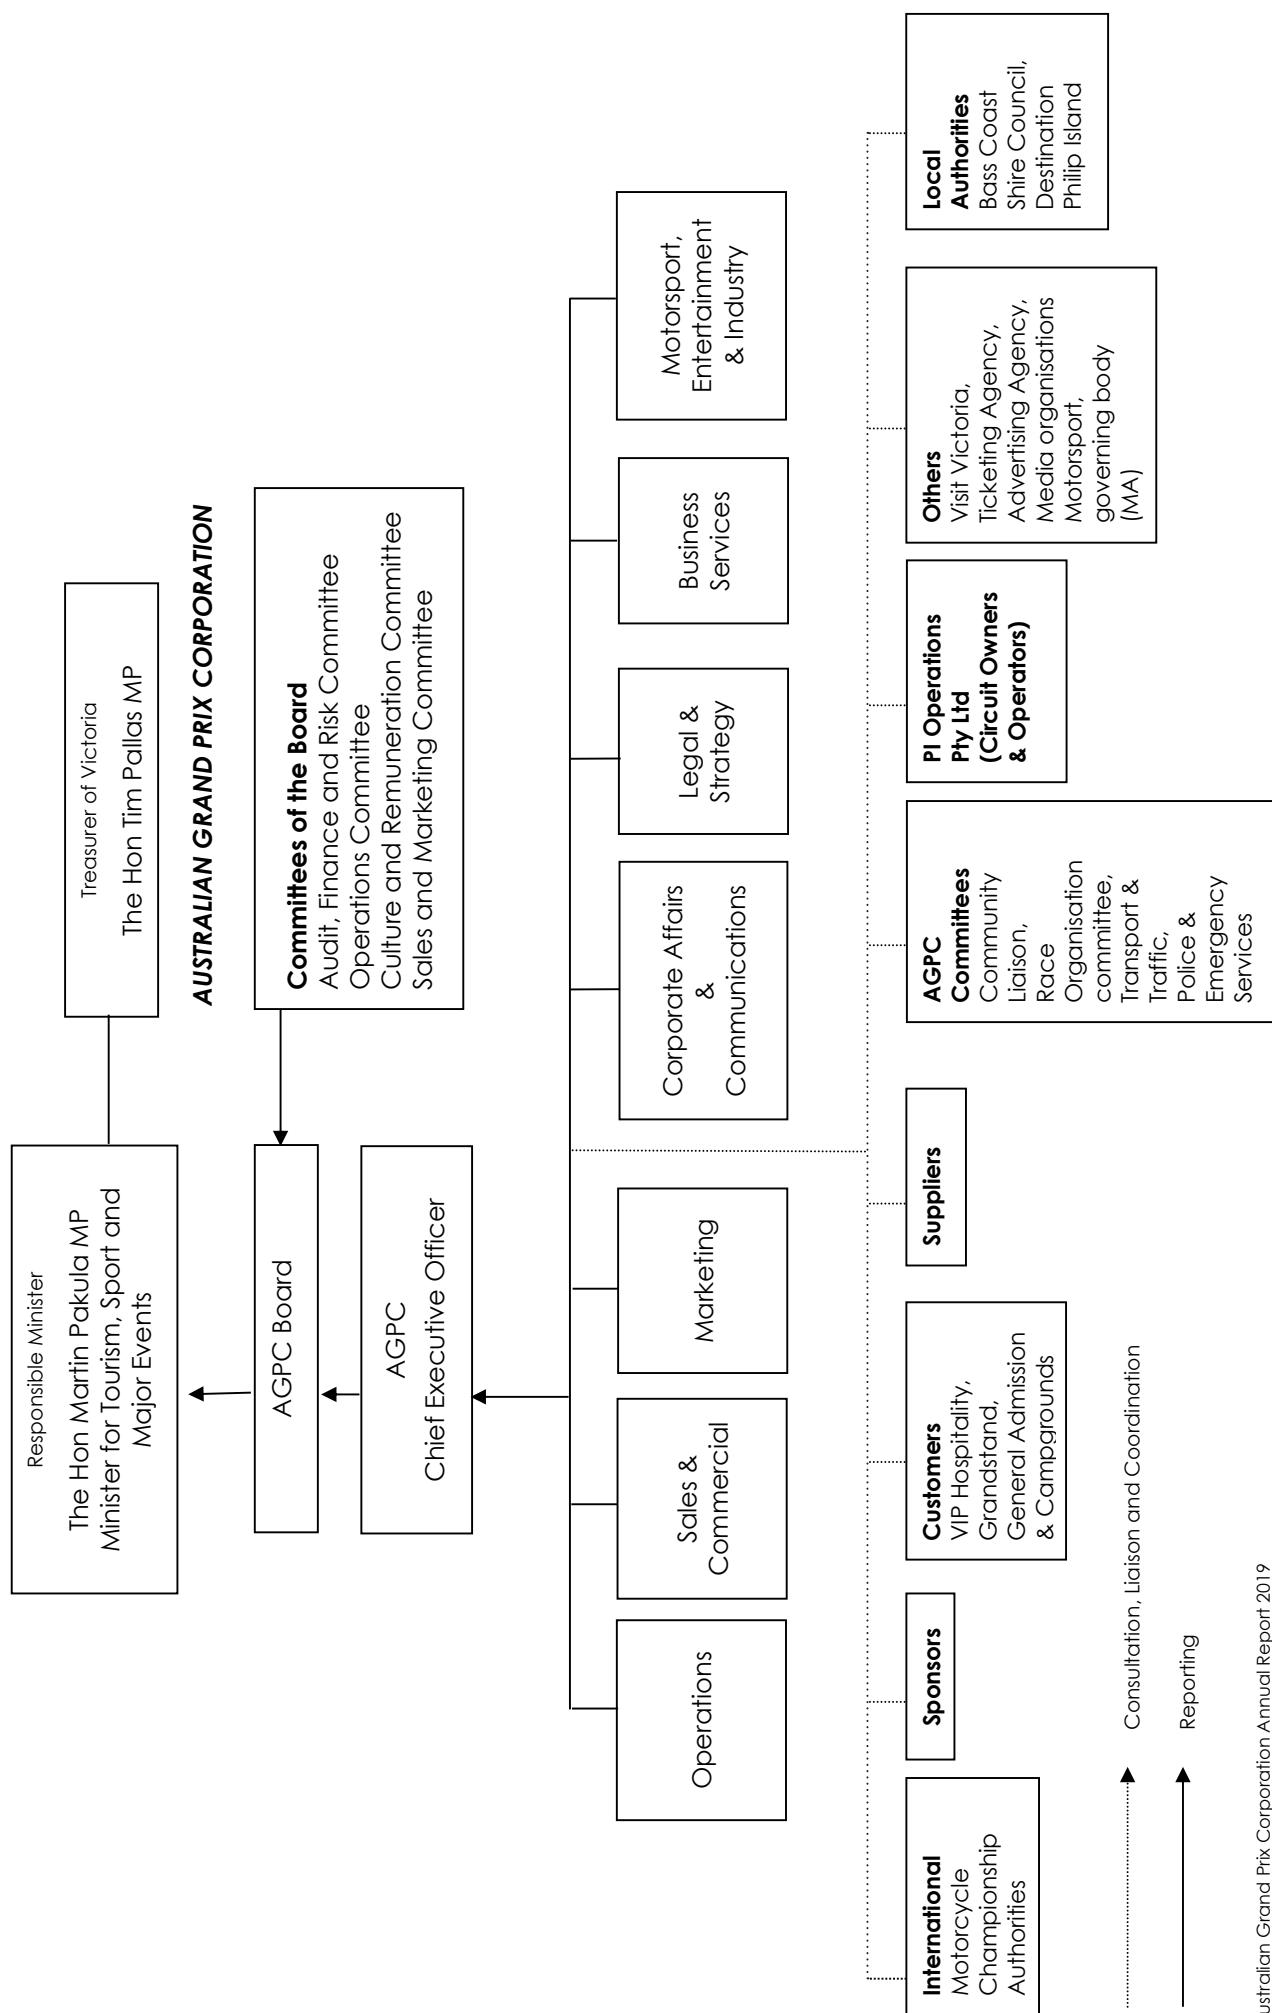 Responsible Minister
The Hon Martin Pakula MP
Minister for Tourism, Sport and
Major Events
Treasurer of Victoria
The Hon Tim Pallas MP
AUSTRALIAN GRAND PRIX CORPORATION
AGPC Board
Committees of the Board
Audit, Finance and Risk Committee
Operations Committee
Culture and Remuneration Committee
Sales and Marketing Committee
AGPC
Chief Executive Officer
Operations
Sales &
Commercial
Marketing
Corporate Affairs
&
Communications
Legal &
Strategy
Business
Services
Motorsport,
Entertainment
& Industry
International
Motorcycle
Championship
Authorities
Sponsors
Customers
VIP Hospitality,
Grandstand,
General Admission
& Campgrounds
Suppliers
AGPC
Committees
Community
Liaison,
Race
Organisation
committee,
Transport &
Traffic,
Police &
Emergency
Services
PI Operations
Pty Ltd
(Circuit Owners
& Operators)
Others
Visit Victoria,
Ticketing Agency,
Advertising Agency,
Media organisations
Motorsport,
governing body
(MA)
Local
Authorities
Bass Coast
Shire Council,
Destination
Philip Island
Consultation, Liaison and Coordination
Reporting
ustralian Grand Prix Corporation Annual Report 2019